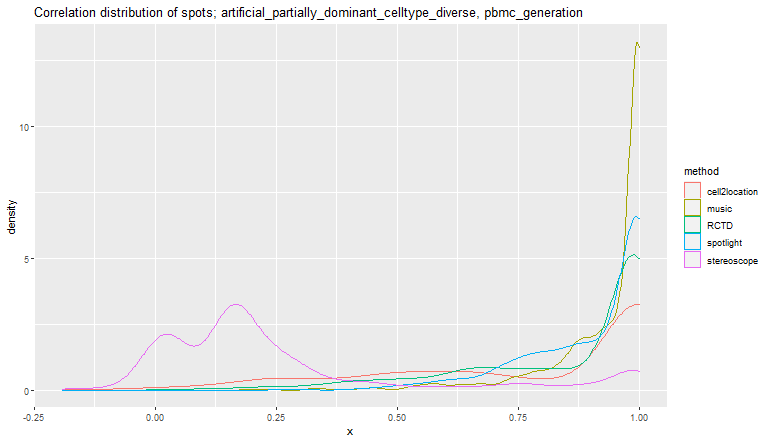 Correlation distribution of spots; artificial_partially_dominant_celltype_diverse, pbmc_generation
10
5
0
-0.25
0.00
0.25
0.50
0.75
1.00
x
density
method
cell2location
music
RCTD
spotlight
stereoscope